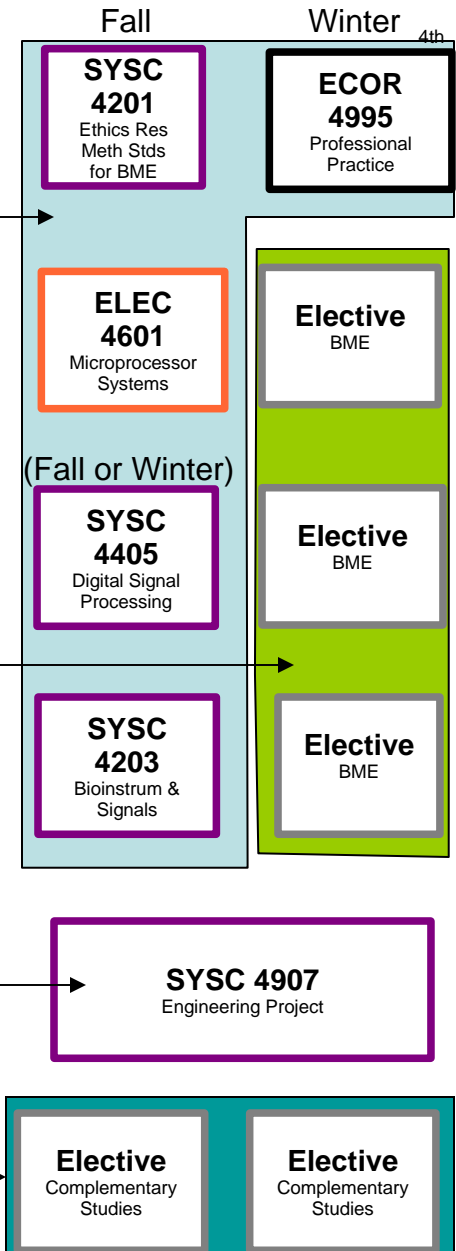 Fall
Winter
4th
SYSC
4201
Ethics Res
Meth Stds
for BME
ECOR
4995
Professional
Practice
ELEC
4601
Microprocessor
Systems
Elective
BME
(Fall or Winter)
SYSC
4405
Digital Signal
Processing
Elective
BME
SYSC
4203
Bioinstrum &
Signals
Elective
BME
SYSC 4907
Engineering Project
Elective
Complementary
Studies
Elective
Complementary
Studies